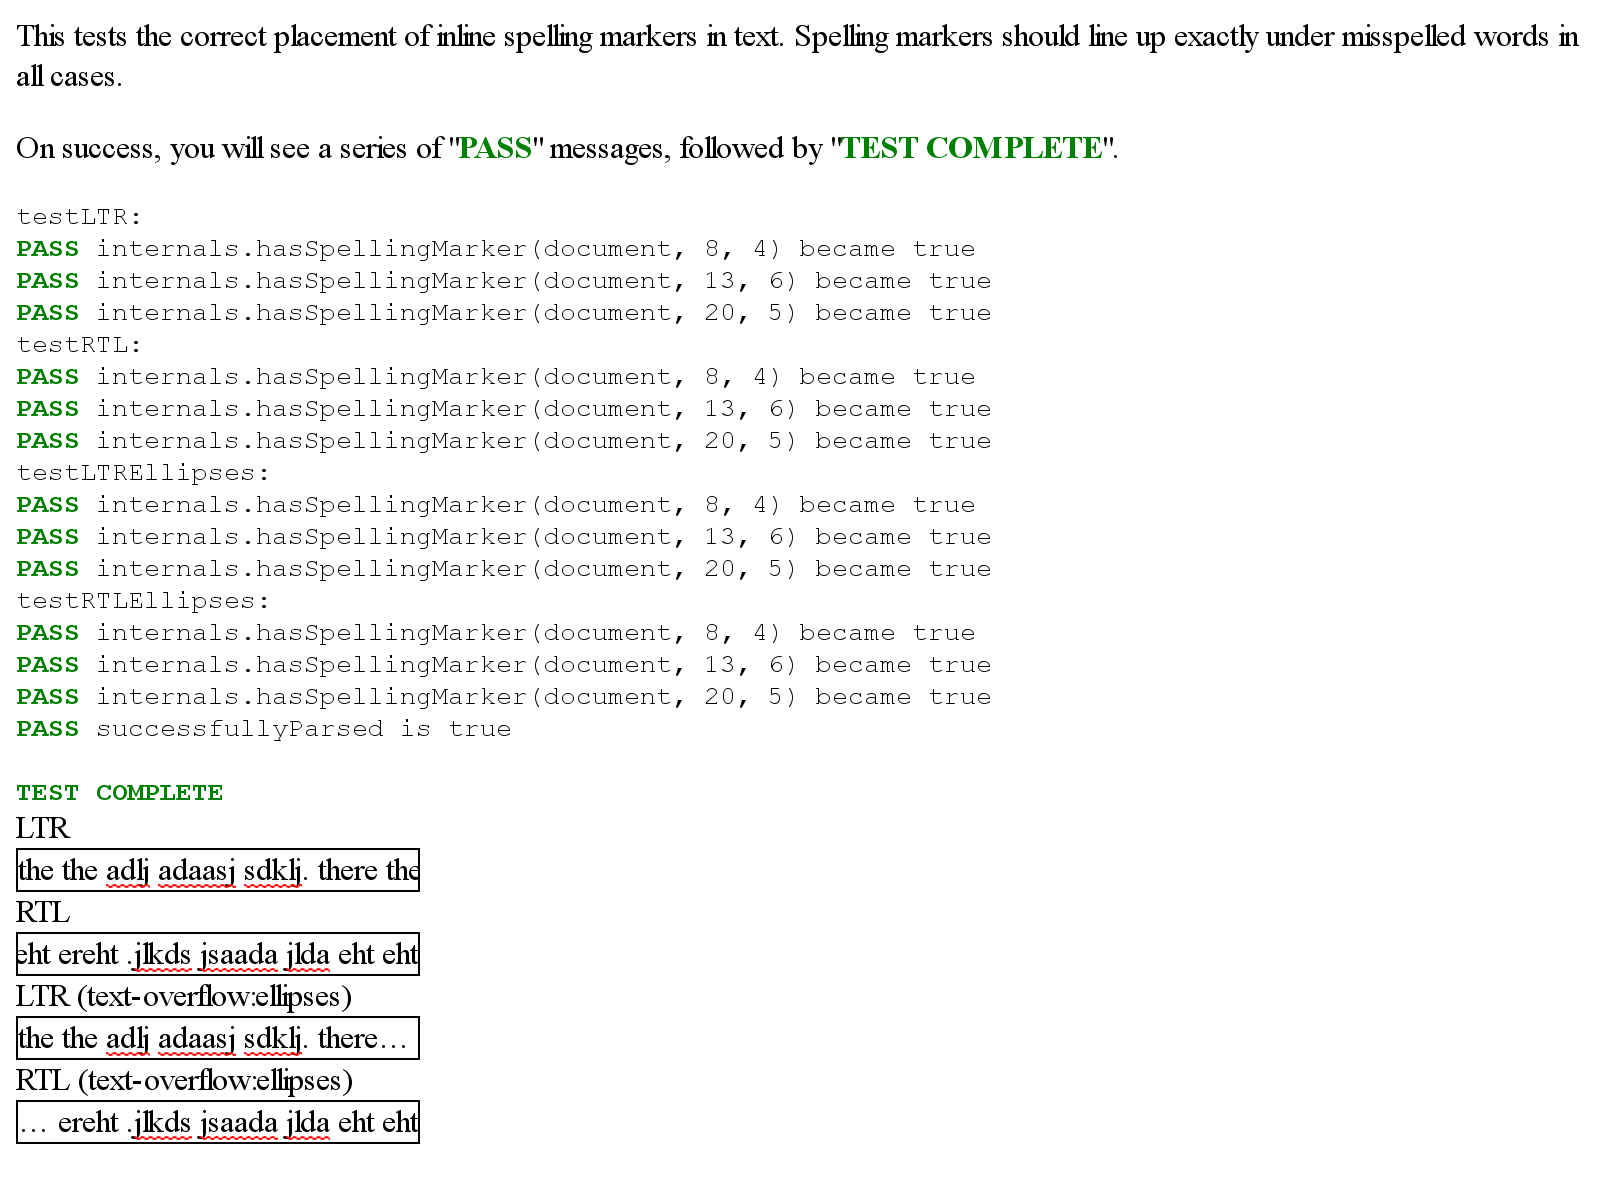 This tests the correct placement of inline spelling markers in text. Spelling markers should line up exactly under misspelled words in
all cases.
On success, you will see a series of "PASS" messages, followed by "TEST COMPLETE".
testLTR:
PASS internals.hasSpellingMarker(document, 8, 4) became true
PASS internals.hasSpellingMarker(document, 13, 6) became true
PASS internals.hasSpellingMarker(document, 20, 5) became true
testRTL:
PASS internals.hasSpellingMarker(document, 8, 4) became true
PASS internals.hasSpellingMarker(document, 13, 6) became true
PASS internals.hasSpellingMarker(document, 20, 5) became true
testLTREllipses:
PASS internals.hasSpellingMarker(document, 8, 4) became true
PASS internals.hasSpellingMarker(document, 13, 6) became true
PASS internals.hasSpellingMarker(document, 20, 5) became true
testRTLEllipses:
PASS internals.hasSpellingMarker(document, 8, 4) became true
PASS internals.hasSpellingMarker(document, 13, 6) became true
PASS internals.hasSpellingMarker(document, 20, 5) became true
PASS successfullyParsed is true
TEST COMPLETE
LTR
the the adlj adaasj sdklj. there the
RTL
eht ereht .jlkds jsaada jlda eht eht
LTR (text-overflow:ellipses)
the the adlj adaasj sdklj. there…
RTL (text-overflow:ellipses)
… ereht .jlkds jsaada jlda eht eht